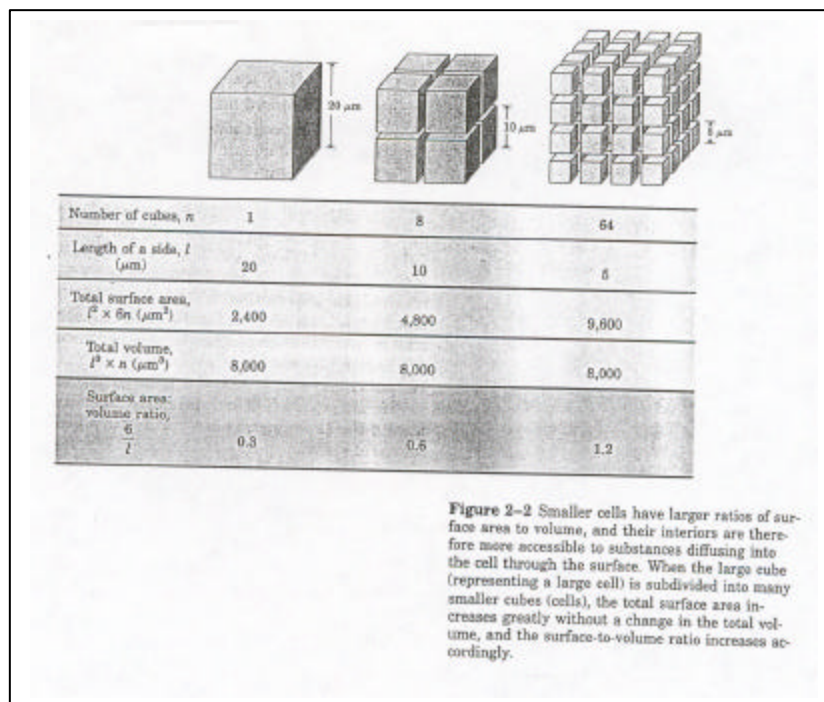 20 μm
10 μm
5 μm
Number of cubes, n 1 8 64
Length of a side, l
(μm) 20 10 5
Total surface area,
l² × 6n (μm²) 2,400 4,800 9,600
Total volume,
l³ × n (μm³) 8,000 8,000 8,000
Surface area:
volume ratio,
6
l 0.3 0.6 1.2
Figure 2–2 Smaller cells have larger ratios of sur-
face area to volume, and their interiors are there-
fore more accessible to substances diffusing into
the cell through the surface. When the large cube
(representing a large cell) is subdivided into many
smaller cubes (cells), the total surface area in-
creases greatly without a change in the total vol-
ume, and the surface-to-volume ratio increases ac-
cordingly.